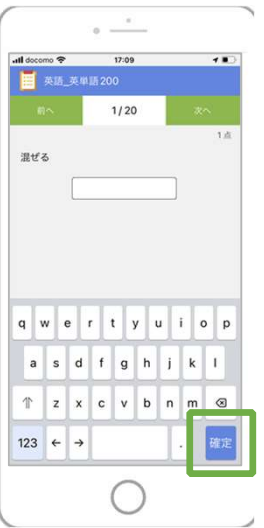 docomo 17:09
英語_英単語200
前へ 1/20 次へ
1点
混ぜる
q w e r t y u i o p
a s d f g h j k l
z x c v b n m
123 ← → . 確定